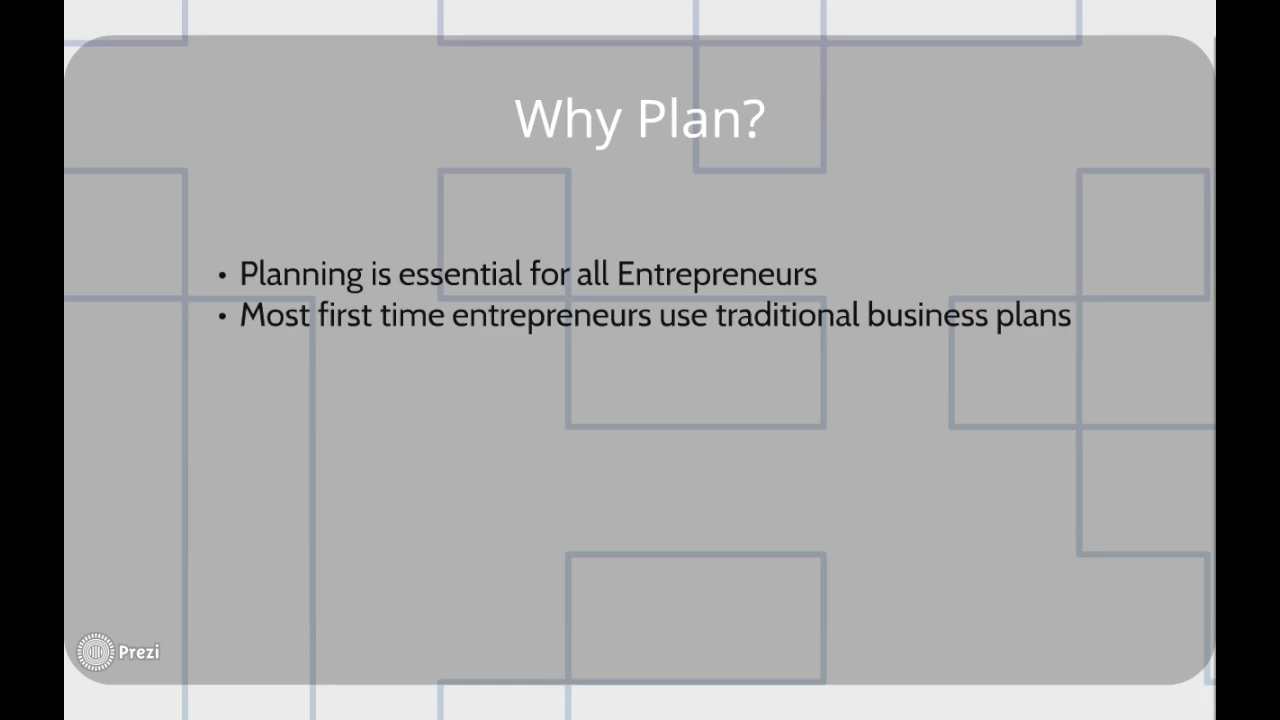 Why Plan?
• Planning is essential for all Entrepreneurs
• Most first time entrepreneurs use traditional business plans
Prezi